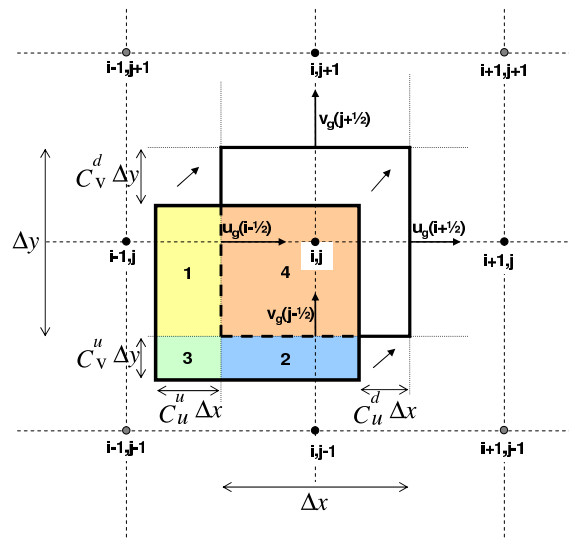 i-1,j+1 i,j+1 i+1,j+1
v_g(j+½)
C_v^d Δy
Δy
u_g(i-½) u_g(i+½)
i-1,j i,j i+1,j
1 4
v_g(j-½)
C_v^u Δy
3 2
C_u^u Δx C_u^d Δx
i-1,j-1 i,j-1 i+1,j-1
Δx